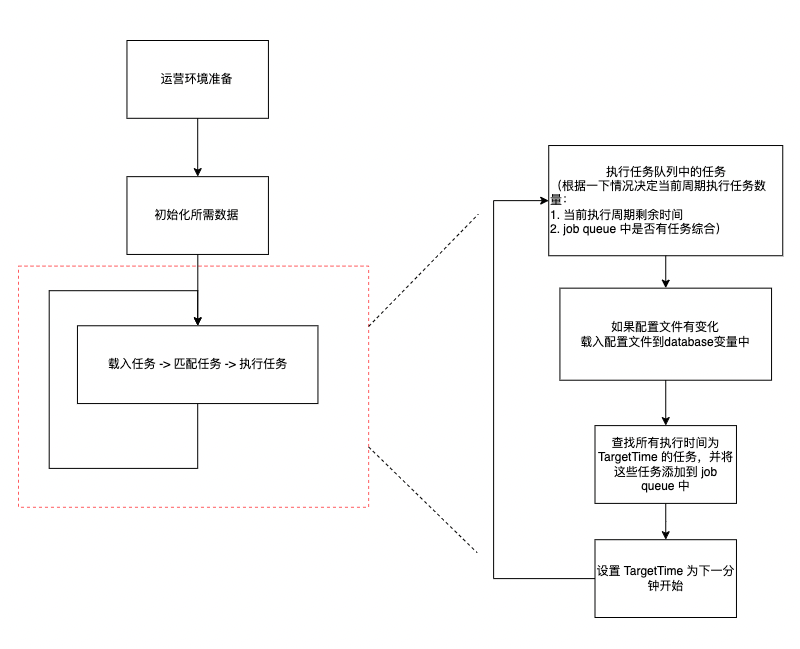 运营环境准备
初始化所需数据
载入任务 -> 匹配任务 -> 执行任务
执行任务队列中的任务
（根据一下情况决定当前周期执行任务数
量：
1. 当前执行周期剩余时间
2. job queue 中是否有任务综合）
如果配置文件有变化
载入配置文件到database变量中
查找所有执行时间为
TargetTime 的任务，并将
这些任务添加到 job
queue 中
设置 TargetTime 为下一分
钟开始